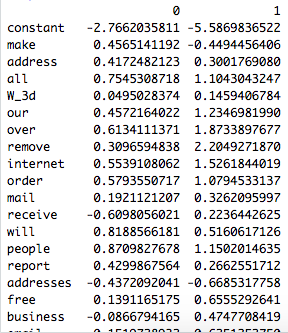 0 1
constant -2.7662035811 -5.5869836522
make 0.4565141192 -0.4494456406
address 0.4172482123 0.3001769080
all 0.7545308718 1.1043043247
W_3d 0.0495028374 0.1459406784
our 0.4572164022 1.2346981990
over 0.6134111371 1.8733897677
remove 0.3096594838 2.2049271870
internet 0.5539108062 1.5261844019
order 0.5793550717 1.0794533137
mail 0.1921121207 0.3262095997
receive -0.6098056021 0.2236442625
will 0.8188566181 0.5160617126
people 0.8709827678 1.1502014635
report 0.4299867564 0.2662551712
addresses -0.4372092041 -0.6685317758
free 0.1391165175 0.6555292641
business -0.0866794165 0.4747708419